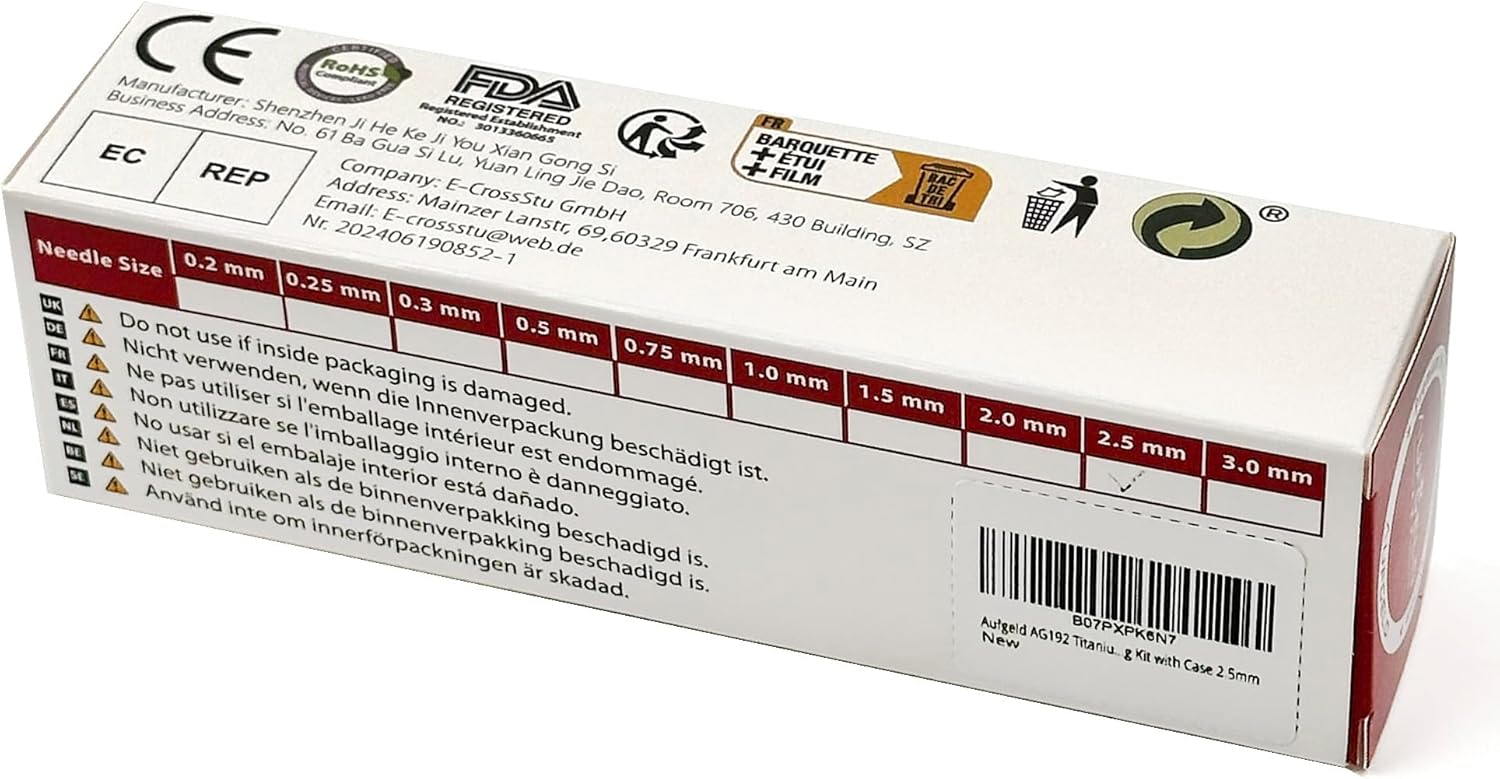 CE
CERTIFIED
RoHS
Compliant
FDA
REGISTERED
Registered Establishment
NO.: 3013360665
FR
BARQUETTE
+ ÉTUI
+ FILM
BAC
DE
TRI
®
Manufacturer: Shenzhen Ji He Ke Ji You Xian Gong Si
Business Address: No. 61 Ba Gua Si Lu, Yuan Ling Jie Dao, Room 706, 430 Building, SZ
EC REP
Company: E-CrossStu GmbH
Address: Mainzer Lanstr, 69,60329 Frankfurt am Main
Email: E-crossstu@web.de
Nr. 202406190852-1
Needle Size 0.2 mm 0.25 mm 0.3 mm 0.5 mm 0.75 mm 1.0 mm 1.5 mm 2.0 mm 2.5 mm 3.0 mm
UK Do not use if inside packaging is damaged.
DE Nicht verwenden, wenn die Innenverpackung beschädigt ist.
FR Ne pas utiliser si l'emballage intérieur est endommagé.
IT Non utilizzare se l'imballaggio interno è danneggiato.
ES No usar si el embalaje interior está dañado.
NL Niet gebruiken als de binnenverpakking beschadigd is.
BE Niet gebruiken als de binnenverpakking beschadigd is.
SE Använd inte om innerförpackningen är skadad.
B07PXPK6N7
Aufgeld AG192 Titaniu... g Kit with Case 2.5mm
New